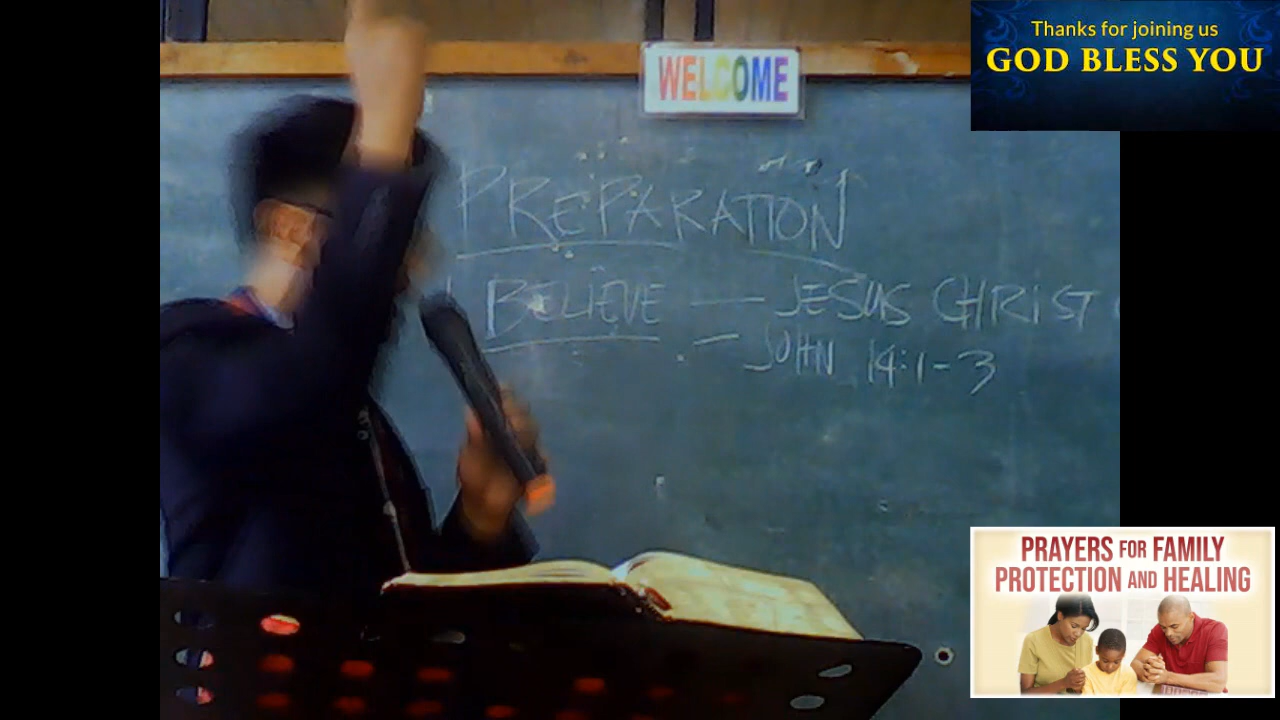 Thanks for joining us
GOD BLESS YOU
WELCOME
PREPARATION
BELIEVE — JESUS CHRIST
— JOHN 14:1-3
PRAYERS FOR FAMILY
PROTECTION AND HEALING